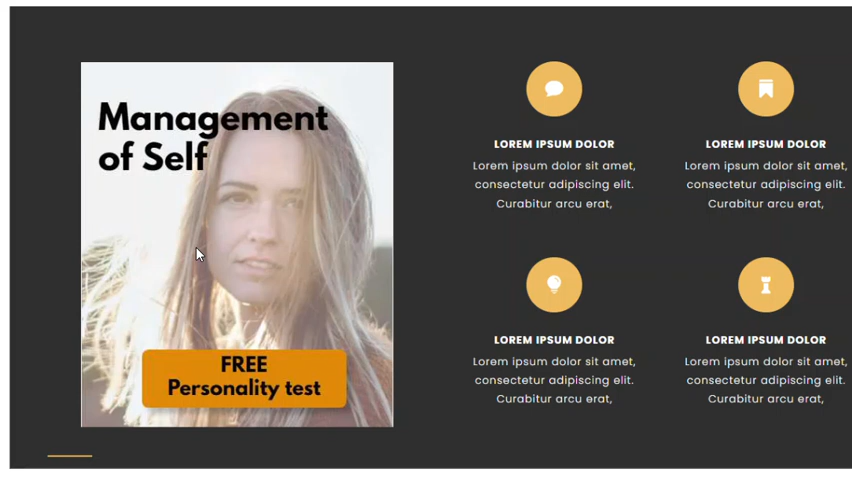 Management
of Self
FREE
Personality test
LOREM IPSUM DOLOR
Lorem ipsum dolor sit amet,
consectetur adipiscing elit.
Curabitur arcu erat,
LOREM IPSUM DOLOR
Lorem ipsum dolor sit amet,
consectetur adipiscing elit.
Curabitur arcu erat,
LOREM IPSUM DOLOR
Lorem ipsum dolor sit amet,
consectetur adipiscing elit.
Curabitur arcu erat,
LOREM IPSUM DOLOR
Lorem ipsum dolor sit amet,
consectetur adipiscing elit.
Curabitur arcu erat,